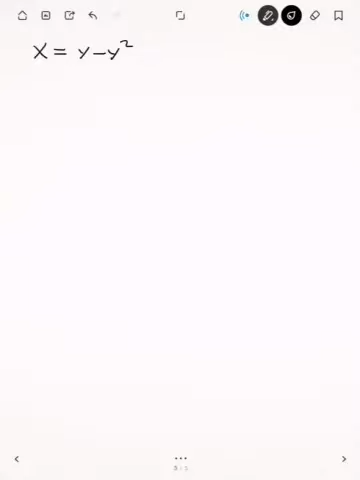 x = y - y²